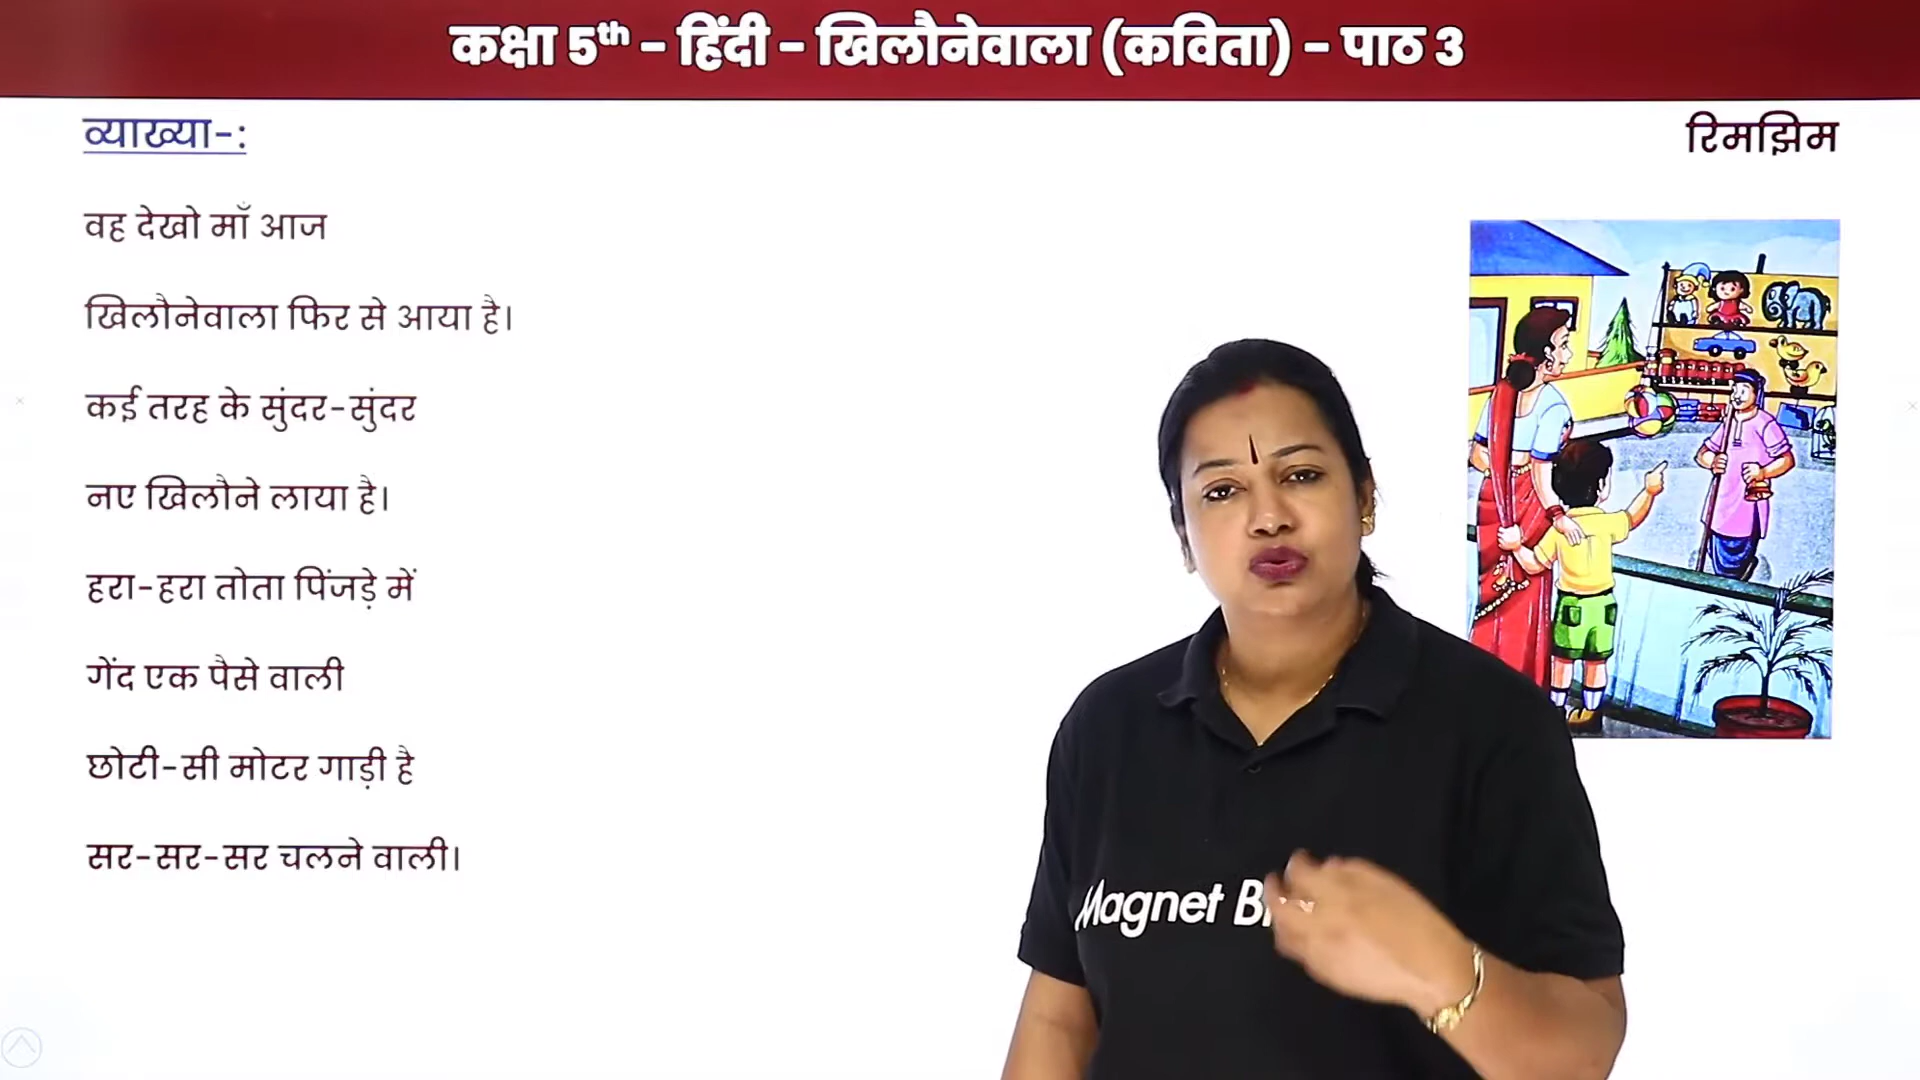 कक्षा 5th - हिंदी - खिलौनेवाला (कविता) - पाठ 3
व्याख्या-:
रिमझिम
वह देखो माँ आज
खिलौनेवाला फिर से आया है।
कई तरह के सुंदर-सुंदर
नए खिलौने लाया है।
हरा-हरा तोता पिंजड़े में
गेंद एक पैसे वाली
छोटी-सी मोटर गाड़ी है
सर-सर-सर चलने वाली।
Magnet